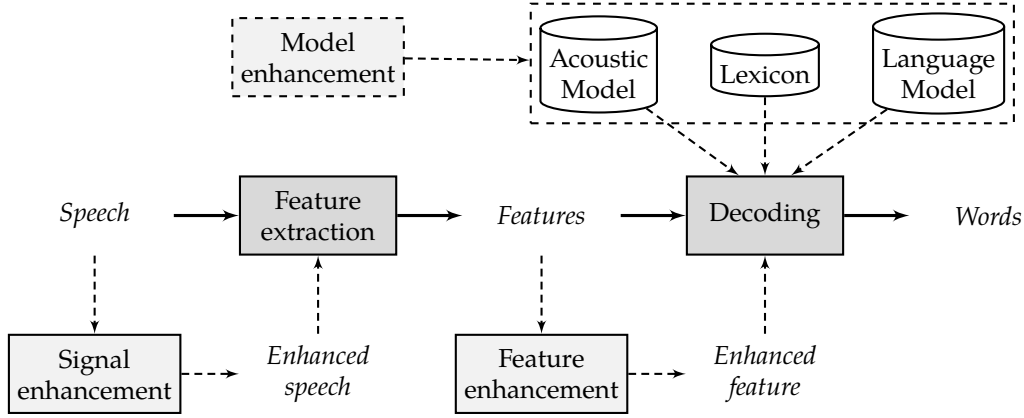 Model
enhancement
Acoustic
Model
Lexicon
Language
Model
Speech
Feature
extraction
Features
Decoding
Words
Signal
enhancement
Enhanced
speech
Feature
enhancement
Enhanced
feature